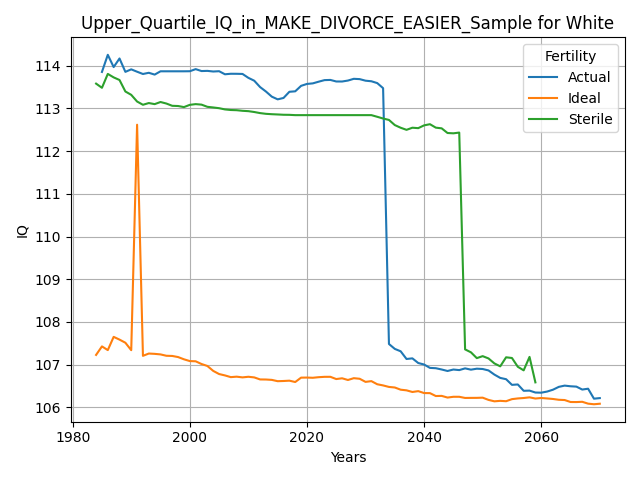 Upper_Quartile_IQ_in_MAKE_DIVORCE_EASIER_Sample for White
Fertility
Actual
Ideal
Sterile
IQ
114
113
112
111
110
109
108
107
106
1980
2000
2020
2040
2060
Years